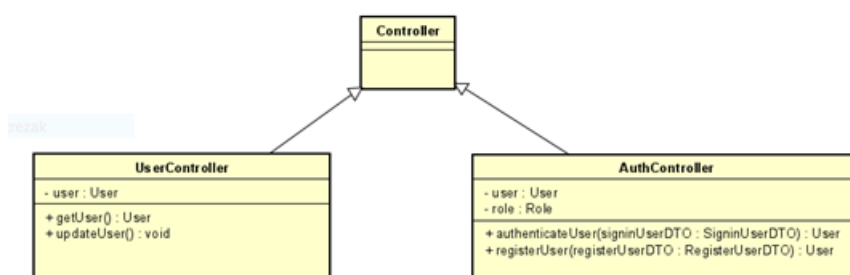 Controller
rezak
UserController
- user : User
+ getUser() : User
+ updateUser() : void
AuthController
- user : User
- role : Role
+ authenticateUser(signinUserDTO : SigninUserDTO) : User
+ registerUser(registerUserDTO : RegisterUserDTO) : User